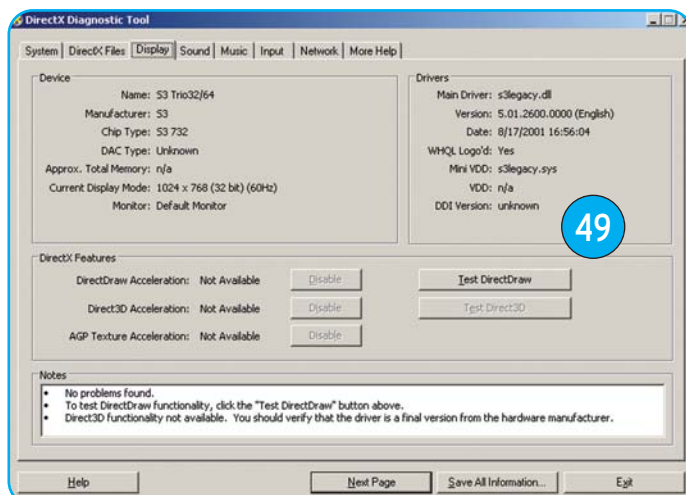 DirectX Diagnostic Tool
System DirectX Files Display Sound Music Input Network More Help
Device
Name: S3 Trio32/64
Manufacturer: S3
Chip Type: S3 732
DAC Type: Unknown
Approx. Total Memory: n/a
Current Display Mode: 1024 x 768 (32 bit) (60Hz)
Monitor: Default Monitor
Drivers
Main Driver: s3legacy.dll
Version: 5.01.2600.0000 (English)
Date: 8/17/2001 16:56:04
WHQL Logo'd: Yes
Mini VDD: s3legacy.sys
VDD: n/a
DDI Version: unknown
49
DirectX Features
DirectDraw Acceleration: Not Available Disable Test DirectDraw
Direct3D Acceleration: Not Available Disable Test Direct3D
AGP Texture Acceleration: Not Available Disable
Notes
• No problems found.
• To test DirectDraw functionality, click the "Test DirectDraw" button above.
• Direct3D functionality not available. You should verify that the driver is a final version from the hardware manufacturer.
Help Next Page Save All Information... Exit